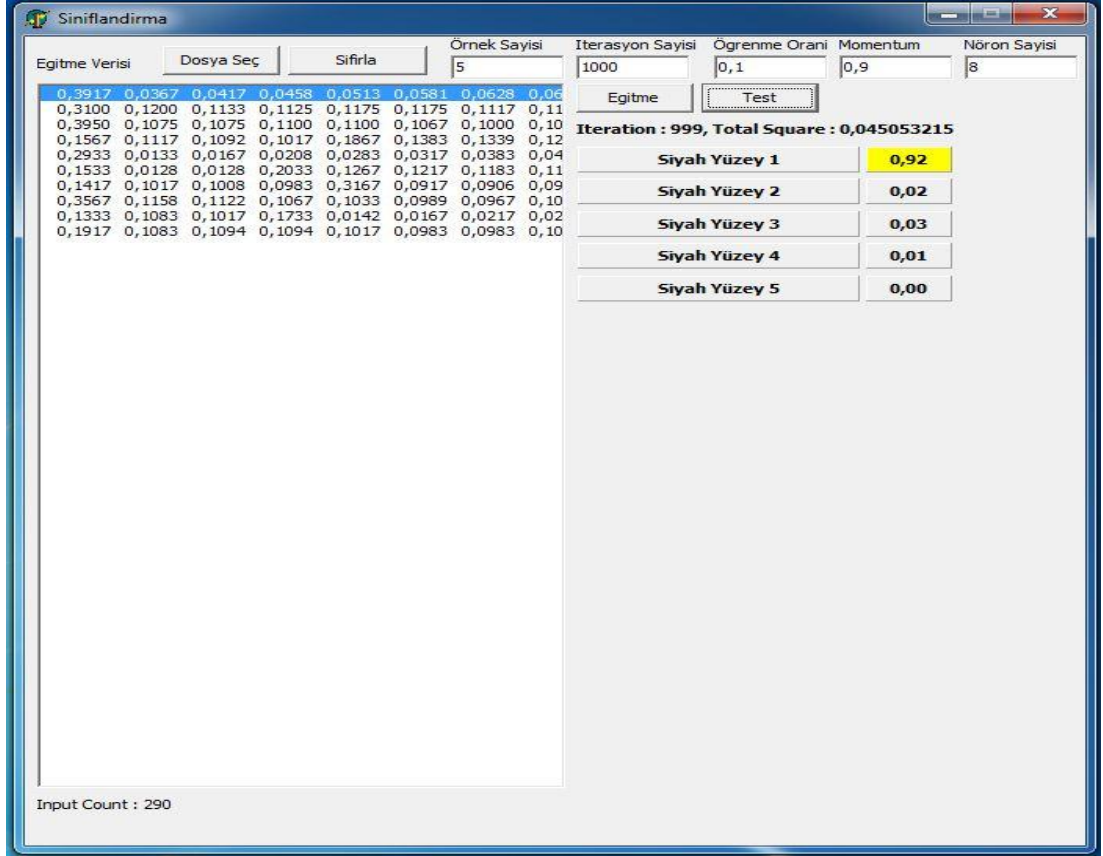 Siniflandirma
Örnek Sayisi Iterasyon Sayisi Ögrenme Orani Momentum Nöron Sayisi
Egitme Verisi Dosya Seç Sifirla 5 1000 0,1 0,9 8
Egitme Test
Iteration : 999, Total Square : 0,045053215
0,3917 0,0367 0,0417 0,0458 0,0513 0,0581 0,0628 0,06
0,3100 0,1200 0,1133 0,1125 0,1175 0,1175 0,1117 0,11
0,3950 0,1075 0,1075 0,1100 0,1100 0,1067 0,1000 0,10
0,1567 0,1117 0,1092 0,1017 0,1867 0,1383 0,1339 0,12
0,2933 0,0133 0,0167 0,0208 0,0283 0,0317 0,0383 0,04
0,1533 0,0128 0,0128 0,2033 0,1267 0,1217 0,1183 0,11
0,1417 0,1017 0,1008 0,0983 0,3167 0,0917 0,0906 0,09
0,3567 0,1158 0,1122 0,1067 0,1033 0,0989 0,0967 0,10
0,1333 0,1083 0,1017 0,1733 0,0142 0,0167 0,0217 0,02
0,1917 0,1083 0,1094 0,1094 0,1017 0,0983 0,0983 0,10
Siyah Yüzey 1 0,92
Siyah Yüzey 2 0,02
Siyah Yüzey 3 0,03
Siyah Yüzey 4 0,01
Siyah Yüzey 5 0,00
Input Count : 290